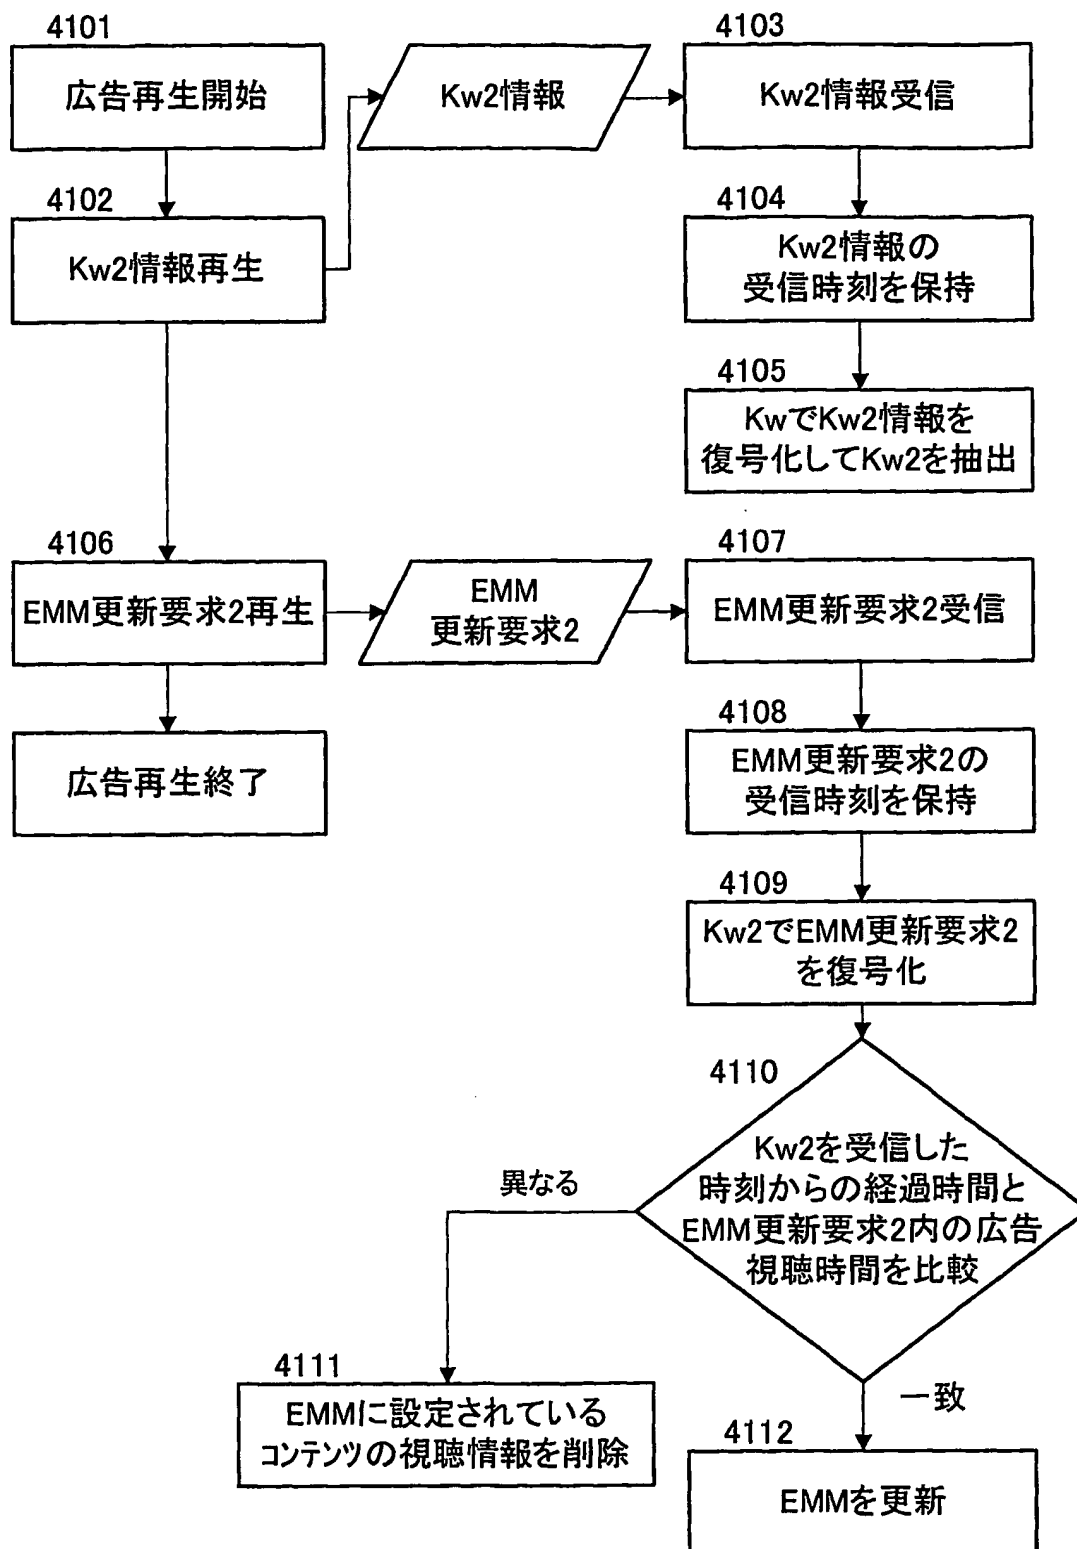 4101
広告再生開始
4102
Kw2情報再生
Kw2情報
4103
Kw2情報受信
4104
Kw2情報の
受信時刻を保持
4105
KwでKw2情報を
復号化してKw2を抽出
4106
EMM更新要求2再生
EMM
更新要求2
4107
EMM更新要求2受信
広告再生終了
4108
EMM更新要求2の
受信時刻を保持
4109
Kw2でEMM更新要求2
を復号化
4110
Kw2を受信した
時刻からの経過時間と
EMM更新要求2内の広告
視聴時間を比較
異なる
4111
EMMに設定されている
コンテンツの視聴情報を削除
一致
4112
EMMを更新